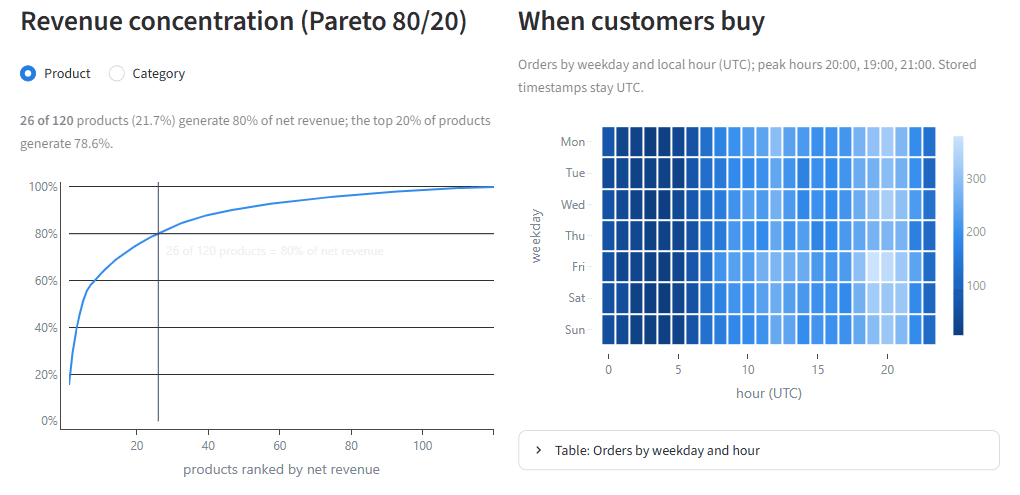 Revenue concentration (Pareto 80/20)
Product
Category
26 of 120 products (21.7%) generate 80% of net revenue; the top 20% of products
generate 78.6%.
100%
80%
26 of 120 products = 80% of net revenue
60%
40%
20%
0%
20 40 60 80 100
products ranked by net revenue
When customers buy
Orders by weekday and local hour (UTC); peak hours 20:00, 19:00, 21:00. Stored
timestamps stay UTC.
weekday
Mon
Tue
Wed
Thu
Fri
Sat
Sun
0 5 10 15 20
hour (UTC)
300
200
100
Table: Orders by weekday and hour